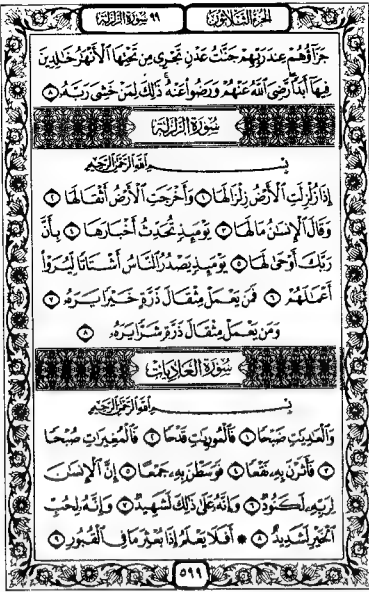 الجزء الثلاثون ٩٩ سورة الزلزلة
جَزَآؤُهُمْ عِندَ رَبِّهِمْ جَنَّٰتُ عَدْنٍ تَجْرِى مِن تَحْتِهَا ٱلْأَنْهَٰرُ خَٰلِدِينَ
فِيهَآ أَبَدًا رَّضِىَ ٱللَّهُ عَنْهُمْ وَرَضُوا۟ عَنْهُ ذَٰلِكَ لِمَنْ خَشِىَ رَبَّهُۥ ٨
سُورَةُ الزَّلْزَلَةِ
بِسْمِ ٱللَّهِ ٱلرَّحْمَٰنِ ٱلرَّحِيمِ
إِذَا زُلْزِلَتِ ٱلْأَرْضُ زِلْزَالَهَا ١ وَأَخْرَجَتِ ٱلْأَرْضُ أَثْقَالَهَا ٢
وَقَالَ ٱلْإِنسَٰنُ مَا لَهَا ٣ يَوْمَئِذٍ تُحَدِّثُ أَخْبَارَهَا ٤ بِأَنَّ
رَبَّكَ أَوْحَىٰ لَهَا ٥ يَوْمَئِذٍ يَصْدُرُ ٱلنَّاسُ أَشْتَاتًا لِّيُرَوْا۟
أَعْمَٰلَهُمْ ٦ فَمَن يَعْمَلْ مِثْقَالَ ذَرَّةٍ خَيْرًا يَرَهُۥ ٧
وَمَن يَعْمَلْ مِثْقَالَ ذَرَّةٍ شَرًّا يَرَهُۥ ٨
سُورَةُ العَادِيَاتِ
بِسْمِ ٱللَّهِ ٱلرَّحْمَٰنِ ٱلرَّحِيمِ
وَٱلْعَٰدِيَٰتِ ضَبْحًا ١ فَٱلْمُورِيَٰتِ قَدْحًا ٢ فَٱلْمُغِيرَٰتِ صُبْحًا
٣ فَأَثَرْنَ بِهِۦ نَقْعًا ٤ فَوَسَطْنَ بِهِۦ جَمْعًا ٥ إِنَّ ٱلْإِنسَٰنَ
لِرَبِّهِۦ لَكَنُودٌ ٦ وَإِنَّهُۥ عَلَىٰ ذَٰلِكَ لَشَهِيدٌ ٧ وَإِنَّهُۥ لِحُبِّ
ٱلْخَيْرِ لَشَدِيدٌ ٨ ۞ أَفَلَا يَعْلَمُ إِذَا بُعْثِرَ مَا فِى ٱلْقُبُورِ ٩
٥٩٩